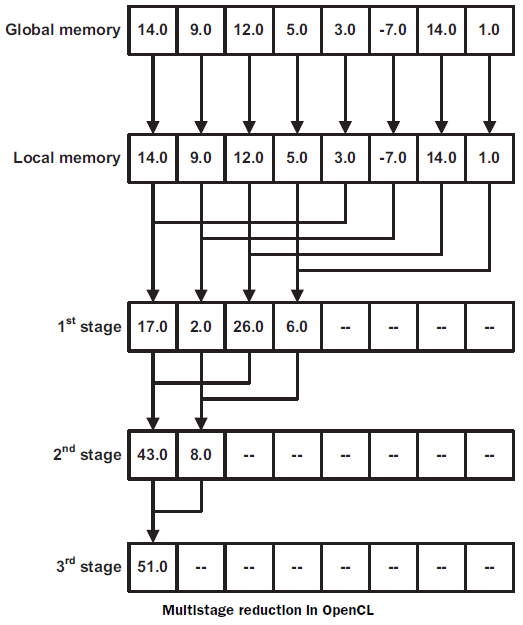 Global memory 14.0 9.0 12.0 5.0 3.0 -7.0 14.0 1.0
Local memory 14.0 9.0 12.0 5.0 3.0 -7.0 14.0 1.0
1st stage 17.0 2.0 26.0 6.0 -- -- -- --
2nd stage 43.0 8.0 -- -- -- -- -- --
3rd stage 51.0 -- -- -- -- -- -- --
Multistage reduction in OpenCL